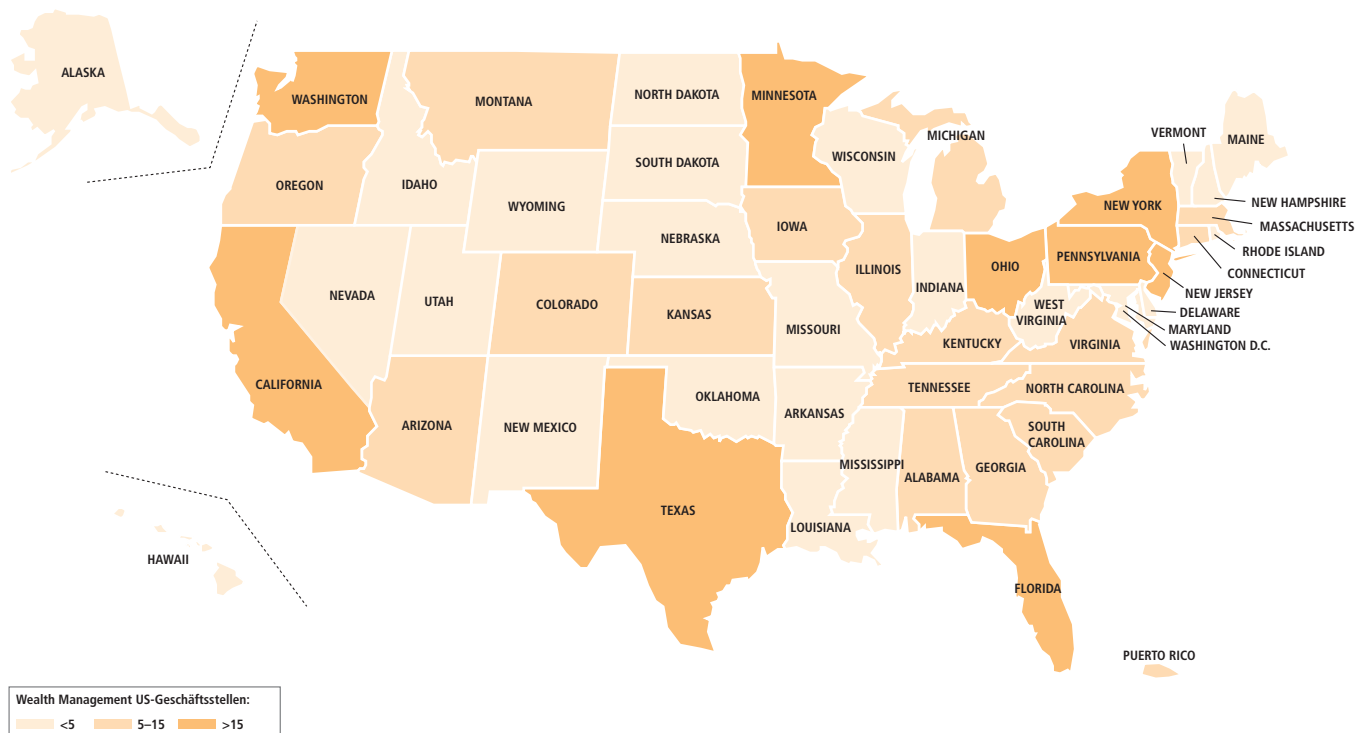 ALASKA
WASHINGTON
MONTANA
NORTH DAKOTA
MINNESOTA
MICHIGAN
VERMONT
MAINE
OREGON
IDAHO
SOUTH DAKOTA
WISCONSIN
NEW YORK
NEW HAMPSHIRE
MASSACHUSETTS
WYOMING
IOWA
RHODE ISLAND
NEBRASKA
PENNSYLVANIA
CONNECTICUT
ILLINOIS
OHIO
NEW JERSEY
NEVADA
UTAH
COLORADO
KANSAS
INDIANA
WEST
VIRGINIA
DELAWARE
MARYLAND
WASHINGTON D.C.
MISSOURI
KENTUCKY
VIRGINIA
CALIFORNIA
TENNESSEE
NORTH CAROLINA
OKLAHOMA
ARKANSAS
ARIZONA
NEW MEXICO
SOUTH
CAROLINA
MISSISSIPPI
ALABAMA
GEORGIA
TEXAS
LOUISIANA
HAWAII
FLORIDA
PUERTO RICO
Wealth Management US-Geschäftsstellen:
<5 5–15 >15